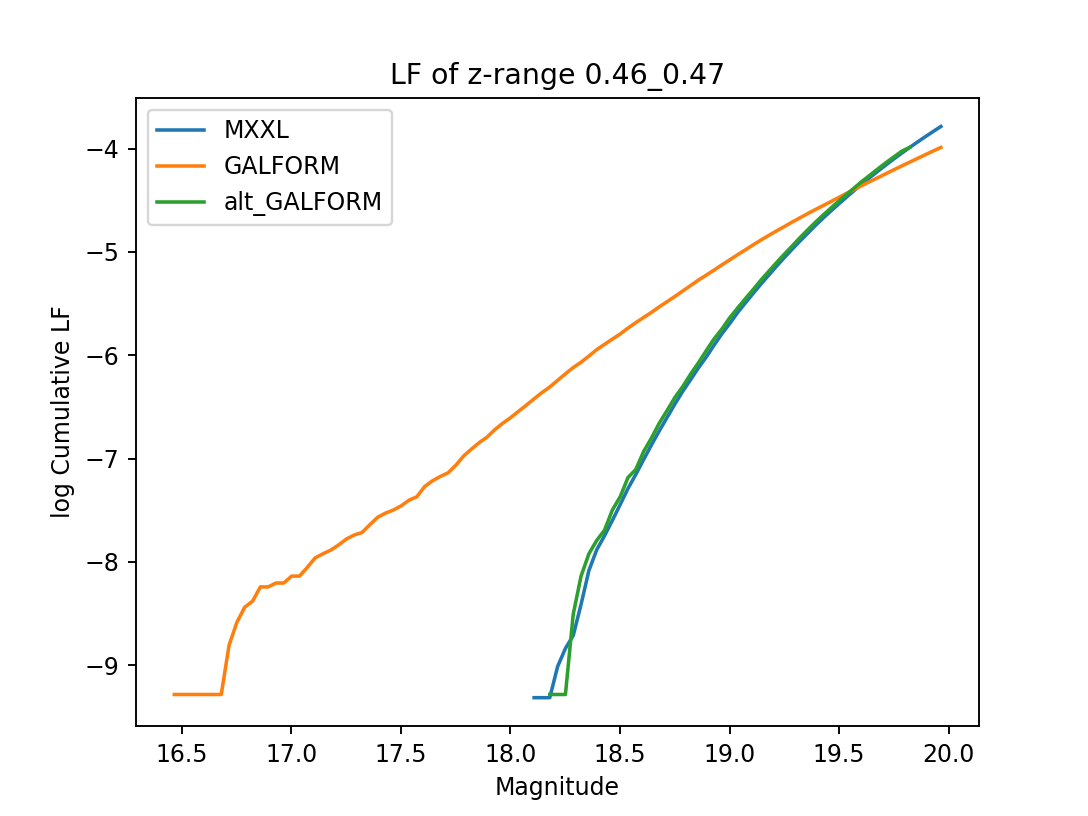 LF of z-range 0.46_0.47
MXXL
GALFORM
alt_GALFORM
−4
−5
−6
−7
−8
−9
log Cumulative LF
16.5 17.0 17.5 18.0 18.5 19.0 19.5 20.0
Magnitude